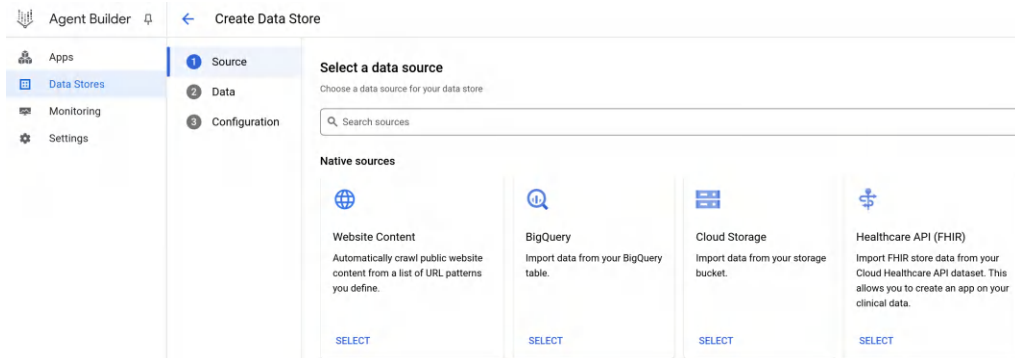 Agent Builder
Create Data Store
Apps
Data Stores
Monitoring
Settings
1 Source
2 Data
3 Configuration
Select a data source
Choose a data source for your data store
Search sources
Native sources
Website Content
Automatically crawl public website
content from a list of URL patterns
you define.
SELECT
BigQuery
Import data from your BigQuery
table.
SELECT
Cloud Storage
Import data from your storage
bucket.
SELECT
Healthcare API (FHIR)
Import FHIR store data from your
Cloud Healthcare API dataset. This
allows you to create an app on your
clinical data.
SELECT